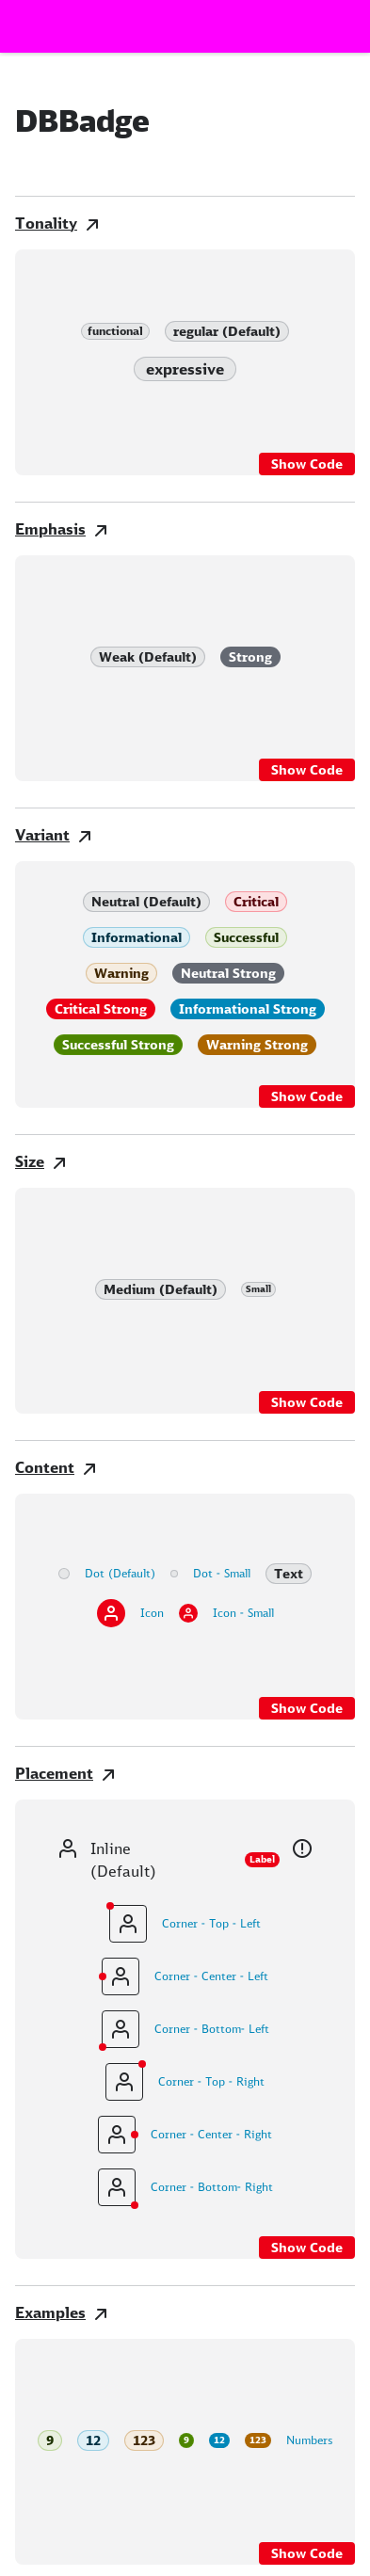 DBBadge
Tonality
functional regular (Default)
expressive
Show Code
Emphasis
Weak (Default) Strong
Show Code
Variant
Neutral (Default) Critical
Informational Successful
Warning Neutral Strong
Critical Strong Informational Strong
Successful Strong Warning Strong
Show Code
Size
Medium (Default) Small
Show Code
Content
Dot (Default) Dot - Small Text
Icon Icon - Small
Show Code
Placement
Inline
(Default)
Label
Corner - Top - Left
Corner - Center - Left
Corner - Bottom- Left
Corner - Top - Right
Corner - Center - Right
Corner - Bottom- Right
Show Code
Examples
9 12 123 9 12 123 Numbers
Show Code